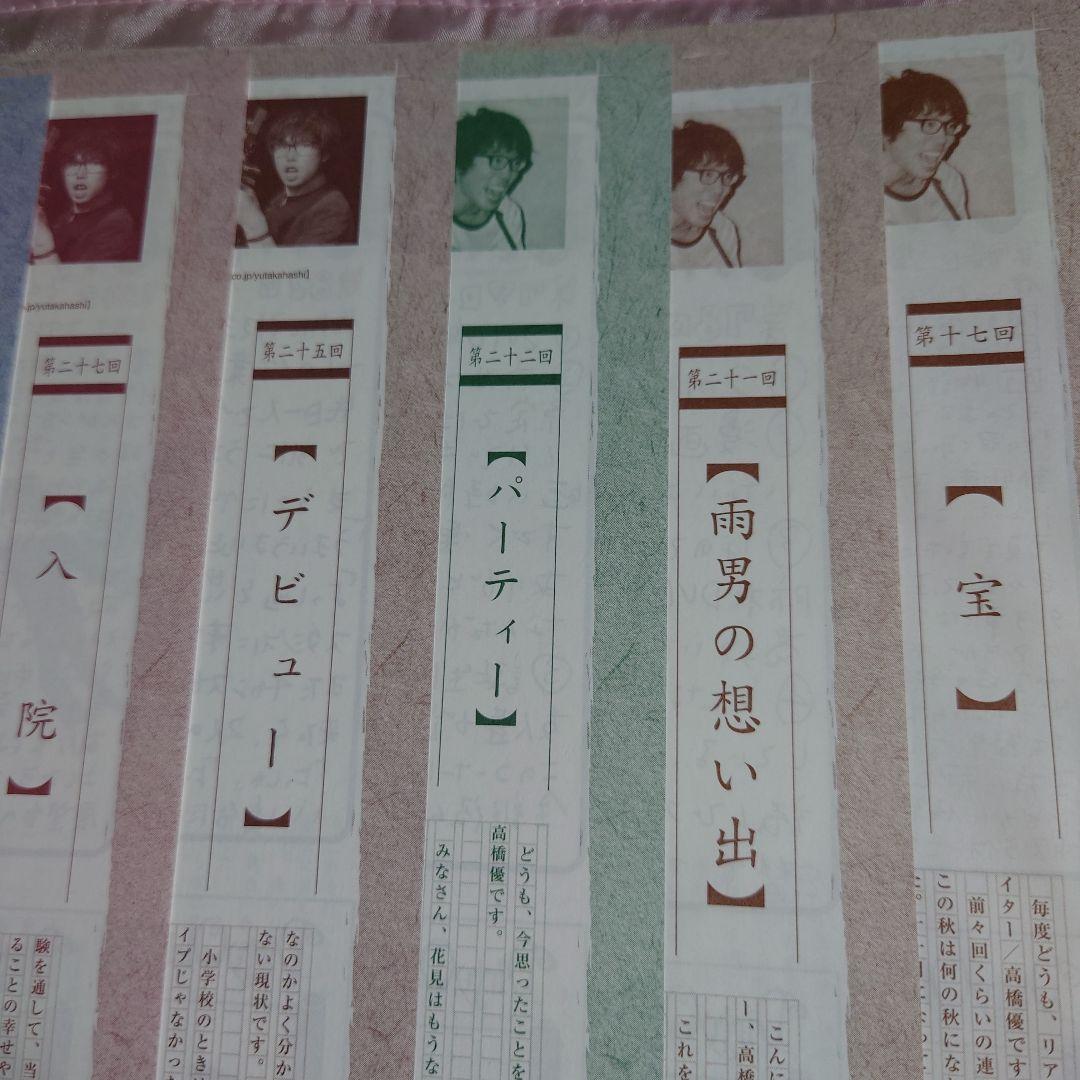 第十七回
【宝】
毎度どうも、リア
イター/高橋優です
前々回くらいの連
この秋は何の秋にな
第二十一回
【雨男の想い出】
こんに
ー、高橋
これを
第二十二回
【パーティー】
どうも、今思ったことを
高橋優です。
みなさん、花見はもうな
co.jp/yutakahashi】
第二十五回
【デビュー】
なのかよく分か
ない現状です。
小学校のとき
イプじゃなかっ
.jp/yutakahashi】
第二十七回
【入院】
験を通して、当
ることの幸せや